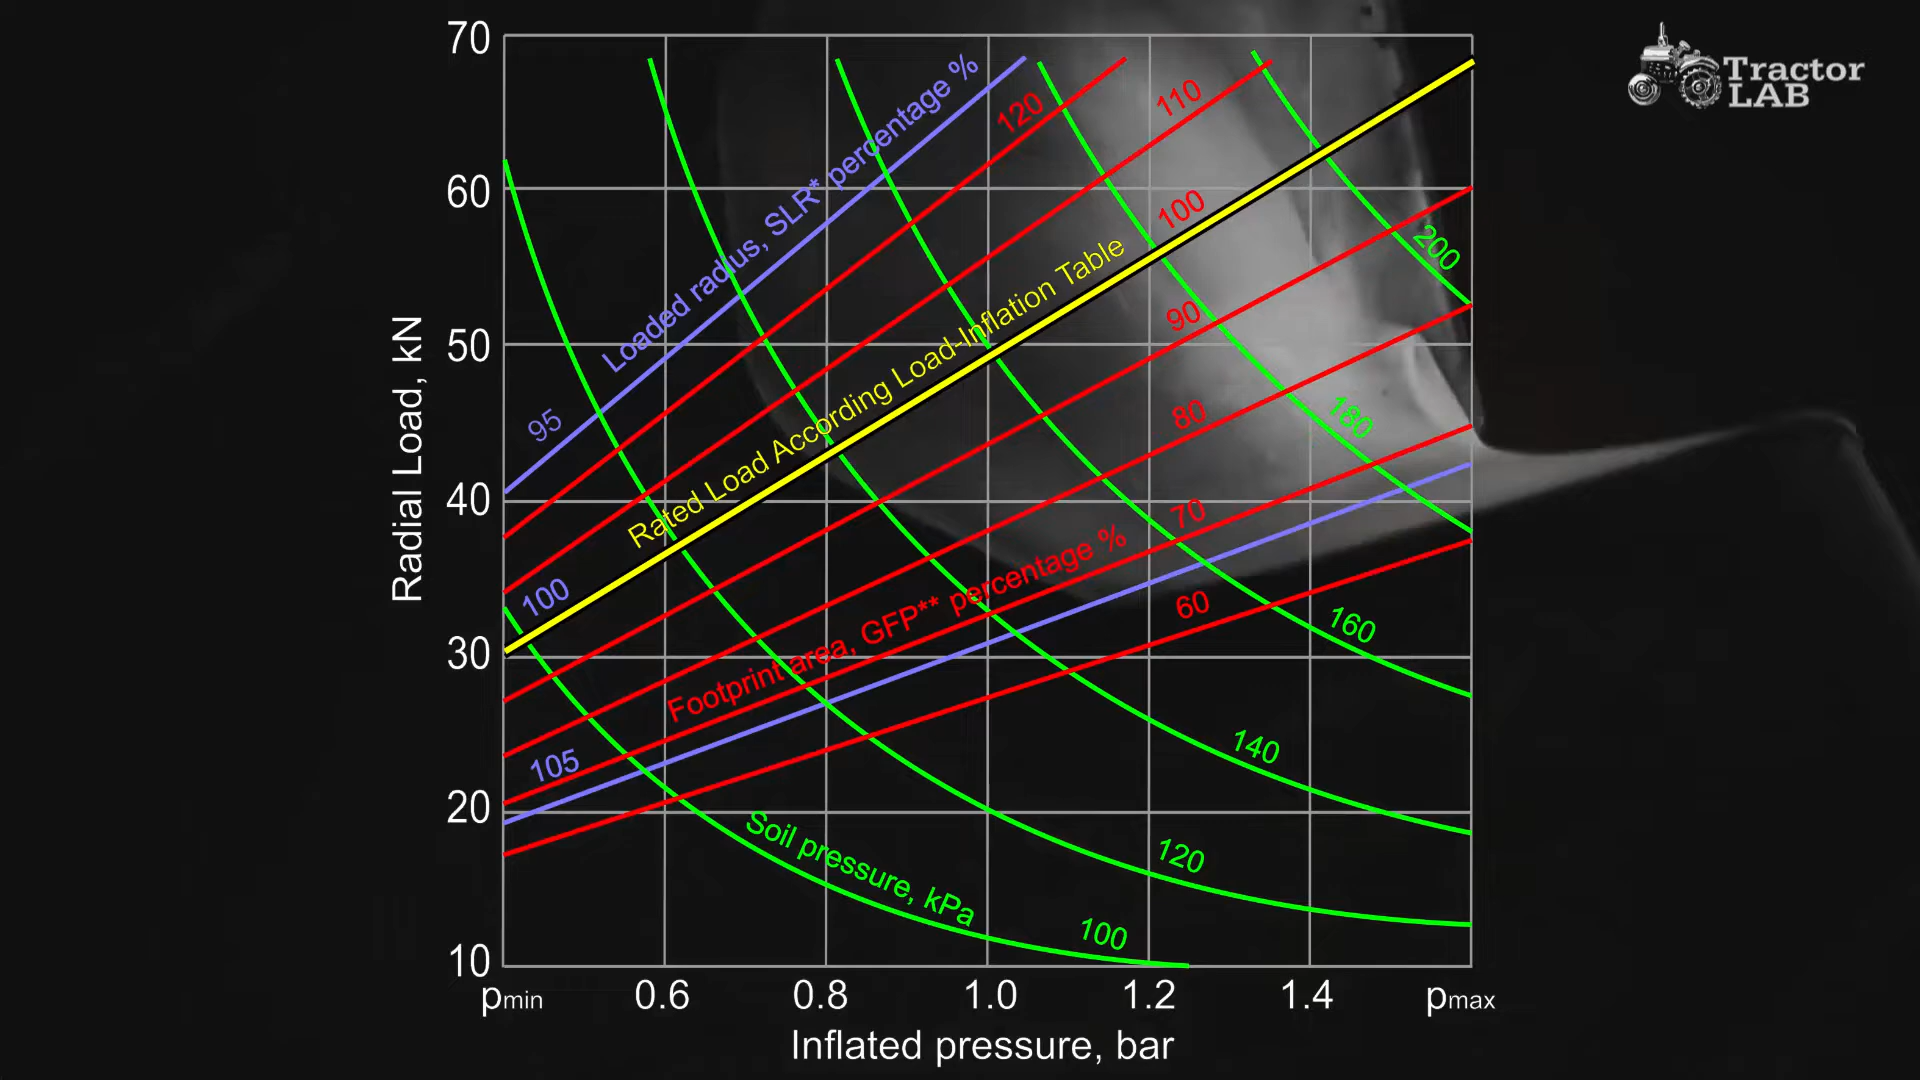 Tractor
LAB
70
60
50
40
30
20
10
Radial Load, kN
Loaded radius, SLR* percentage %
95
100
105
Rated Load According Load-Inflation Table
Footprint area, GFP** percentage %
120
110
100
90
80
70
60
Soil pressure, kPa
200
180
160
140
120
100
pmin
0.6
0.8
1.0
1.2
1.4
pmax
Inflated pressure, bar